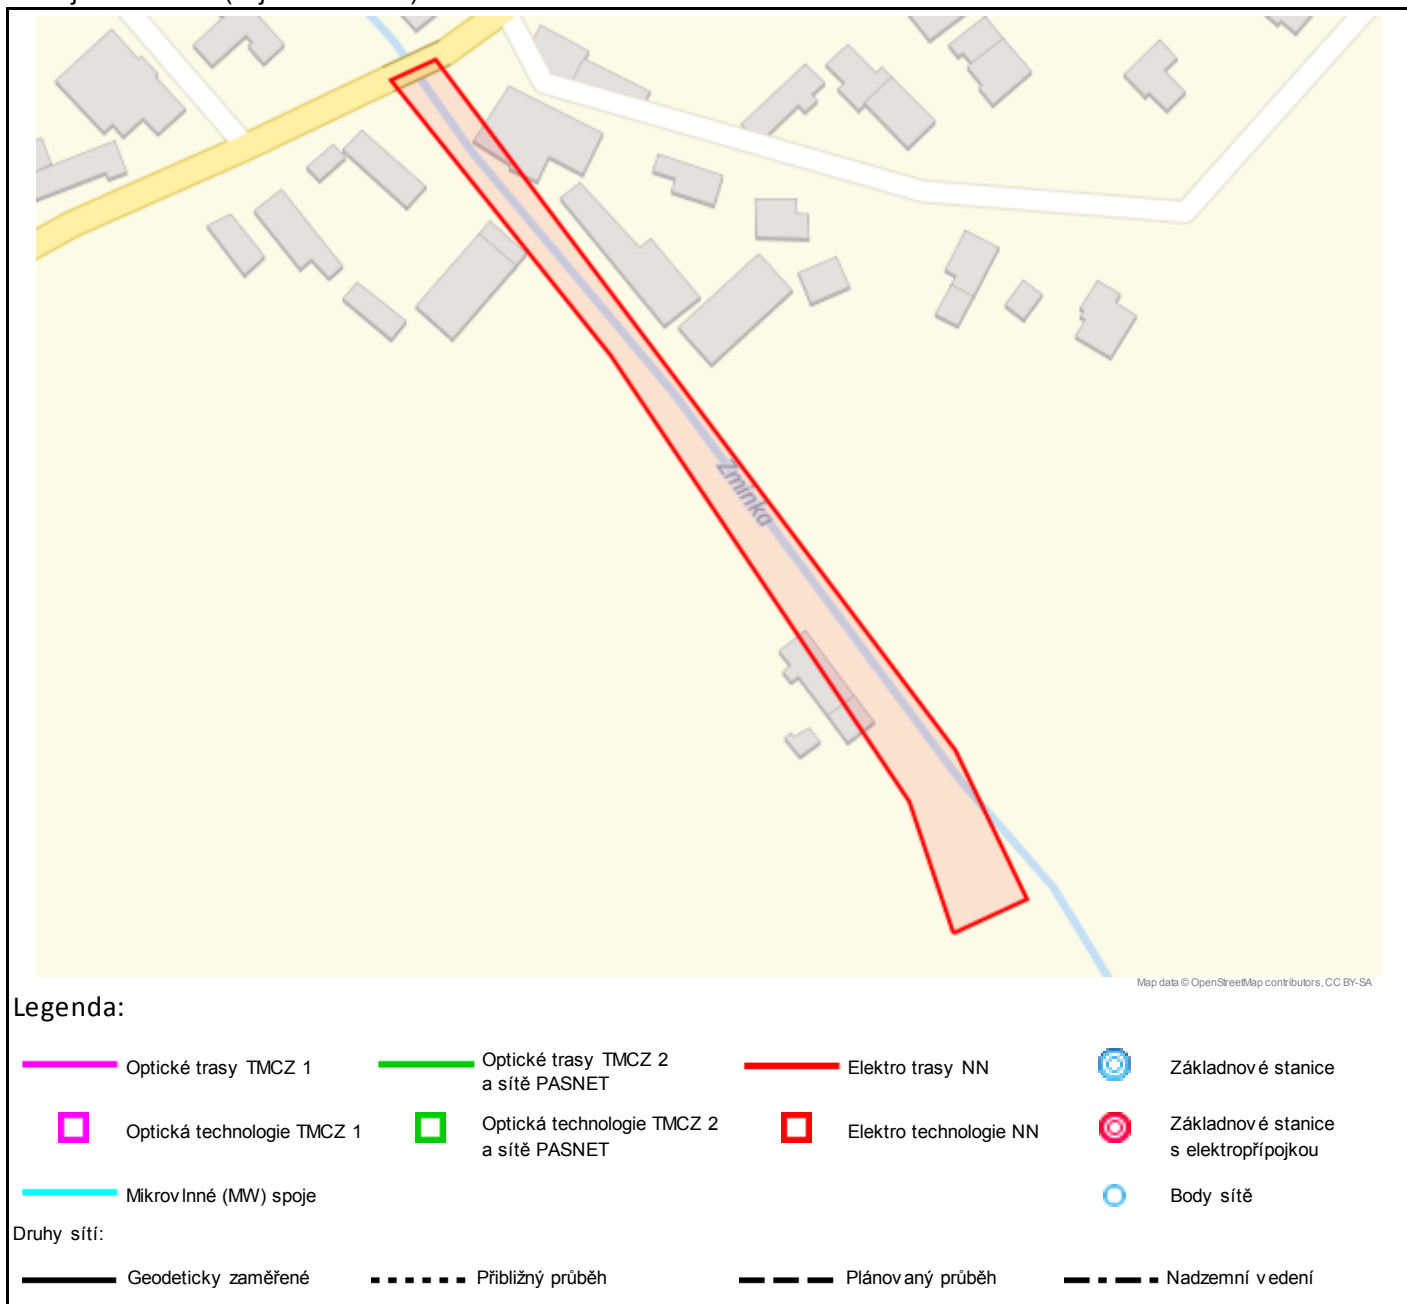 Zminka
Map data © OpenStreetMap contributors, CC BY-SA
Legenda:
Optické trasy TMCZ 1
Optické trasy TMCZ 2
a sítě PASNET
Elektro trasy NN
Základnové stanice
Optická technologie TMCZ 1
Optická technologie TMCZ 2
a sítě PASNET
Elektro technologie NN
Základnové stanice
s elektropřípojkou
Mikrovlnné (MW) spoje
Body sítě
Druhy sítí:
Geodeticky zaměřené
Přibližný průběh
Plánovaný průběh
Nadzemní vedení